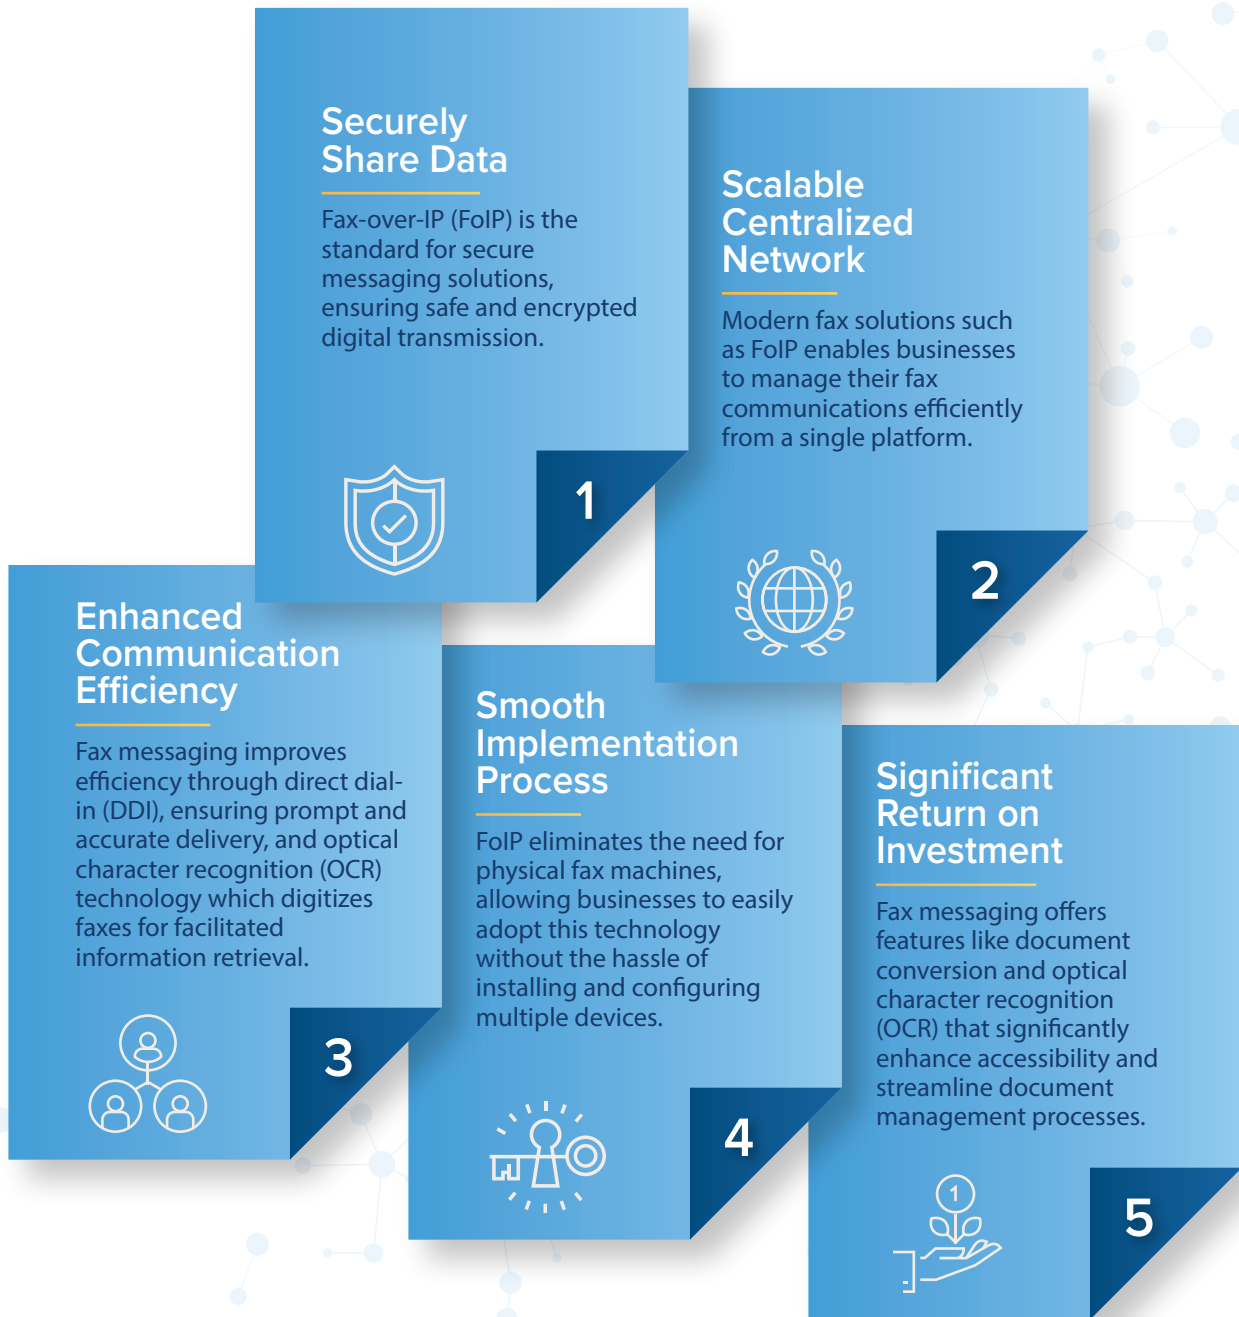 Securely
Share Data
Fax-over-IP (FoIP) is the
standard for secure
messaging solutions,
ensuring safe and encrypted
digital transmission.
1
Scalable
Centralized
Network
Modern fax solutions such
as FoIP enables businesses
to manage their fax
communications efficiently
from a single platform.
2
Enhanced
Communication
Efficiency
Fax messaging improves
efficiency through direct dial-
in (DDI), ensuring prompt and
accurate delivery, and optical
character recognition (OCR)
technology which digitizes
faxes for facilitated
information retrieval.
3
Smooth
Implementation
Process
FoIP eliminates the need for
physical fax machines,
allowing businesses to easily
adopt this technology
without the hassle of
installing and configuring
multiple devices.
4
Significant
Return on
Investment
Fax messaging offers
features like document
conversion and optical
character recognition
(OCR) that significantly
enhance accessibility and
streamline document
management processes.
1
5